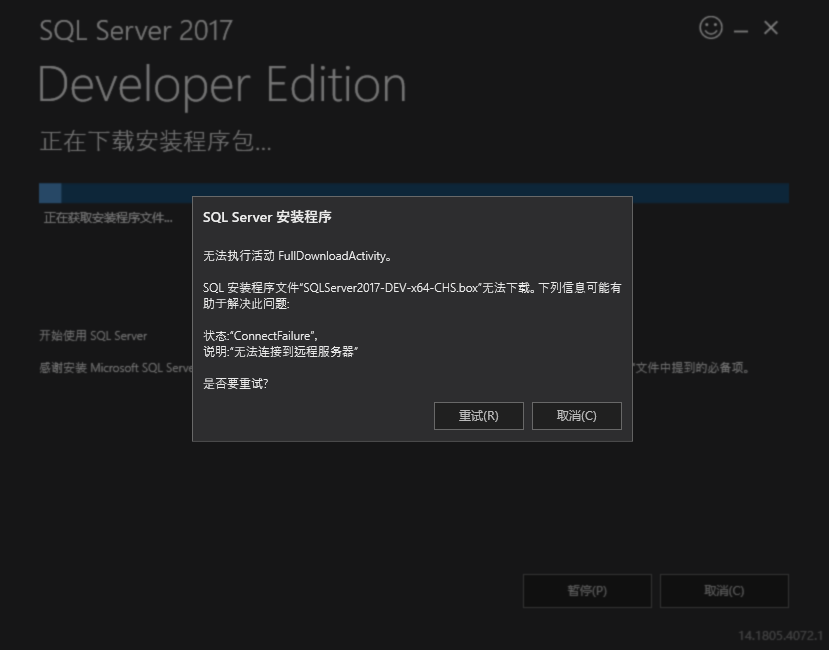 SQL Server 2017
Developer Edition
正在下载安装程序包...
正在获取安装程序文件...
SQL Server 安装程序
无法执行活动 FullDownloadActivity。
SQL 安装程序文件“SQLServer2017-DEV-x64-CHS.box”无法下载。下列信息可能有
助于解决此问题:
状态:“ConnectFailure”,
说明:“无法连接到远程服务器”
是否要重试?
重试(R)
取消(C)
开始使用 SQL Server
感谢安装 Microsoft SQL Serve
”文件中提到的必备项。
暂停(P)
取消(C)
14.1805.4072.1